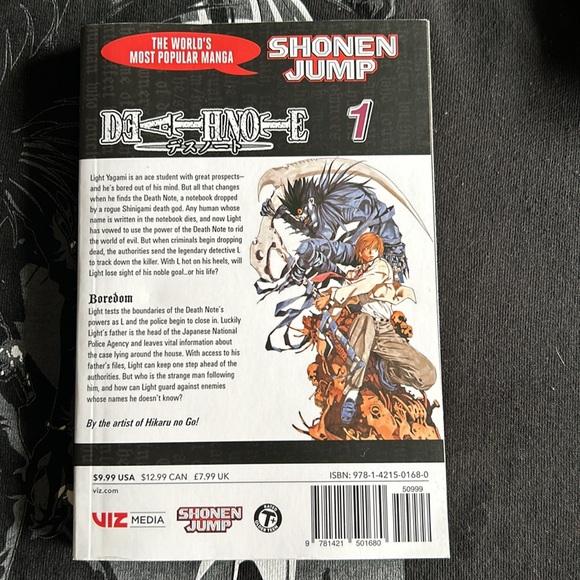 THE WORLD'S
MOST POPULAR MANGA
SHONEN
JUMP
DEATH NOTE
デスノート
1
Light Yagami is an ace student with great prospects—
and he's bored out of his mind. But all that changes
when he finds the Death Note, a notebook dropped
by a rogue Shinigami death god. Any human whose
name is written in the notebook dies, and now Light
has vowed to use the power of the Death Note to rid
the world of evil. But when criminals begin dropping
dead, the authorities send the legendary detective L
to track down the killer. With L hot on his heels, will
Light lose sight of his noble goal...or his life?
Boredom
Light tests the boundaries of the Death Note's
powers as L and the police begin to close in. Luckily
Light's father is the head of the Japanese National
Police Agency and leaves vital information about
the case lying around the house. With access to his
father's files, Light can keep one step ahead of the
authorities. But who is the strange man following
him, and how can Light guard against enemies
whose names he doesn't know?
By the artist of Hikaru no Go!
$9.99 USA $12.99 CAN £7.99 UK
viz.com
ISBN: 978-1-4215-0168-0
50999
VIZ MEDIA
SHONEN
JUMP
RATED
T+
9 781421 501680